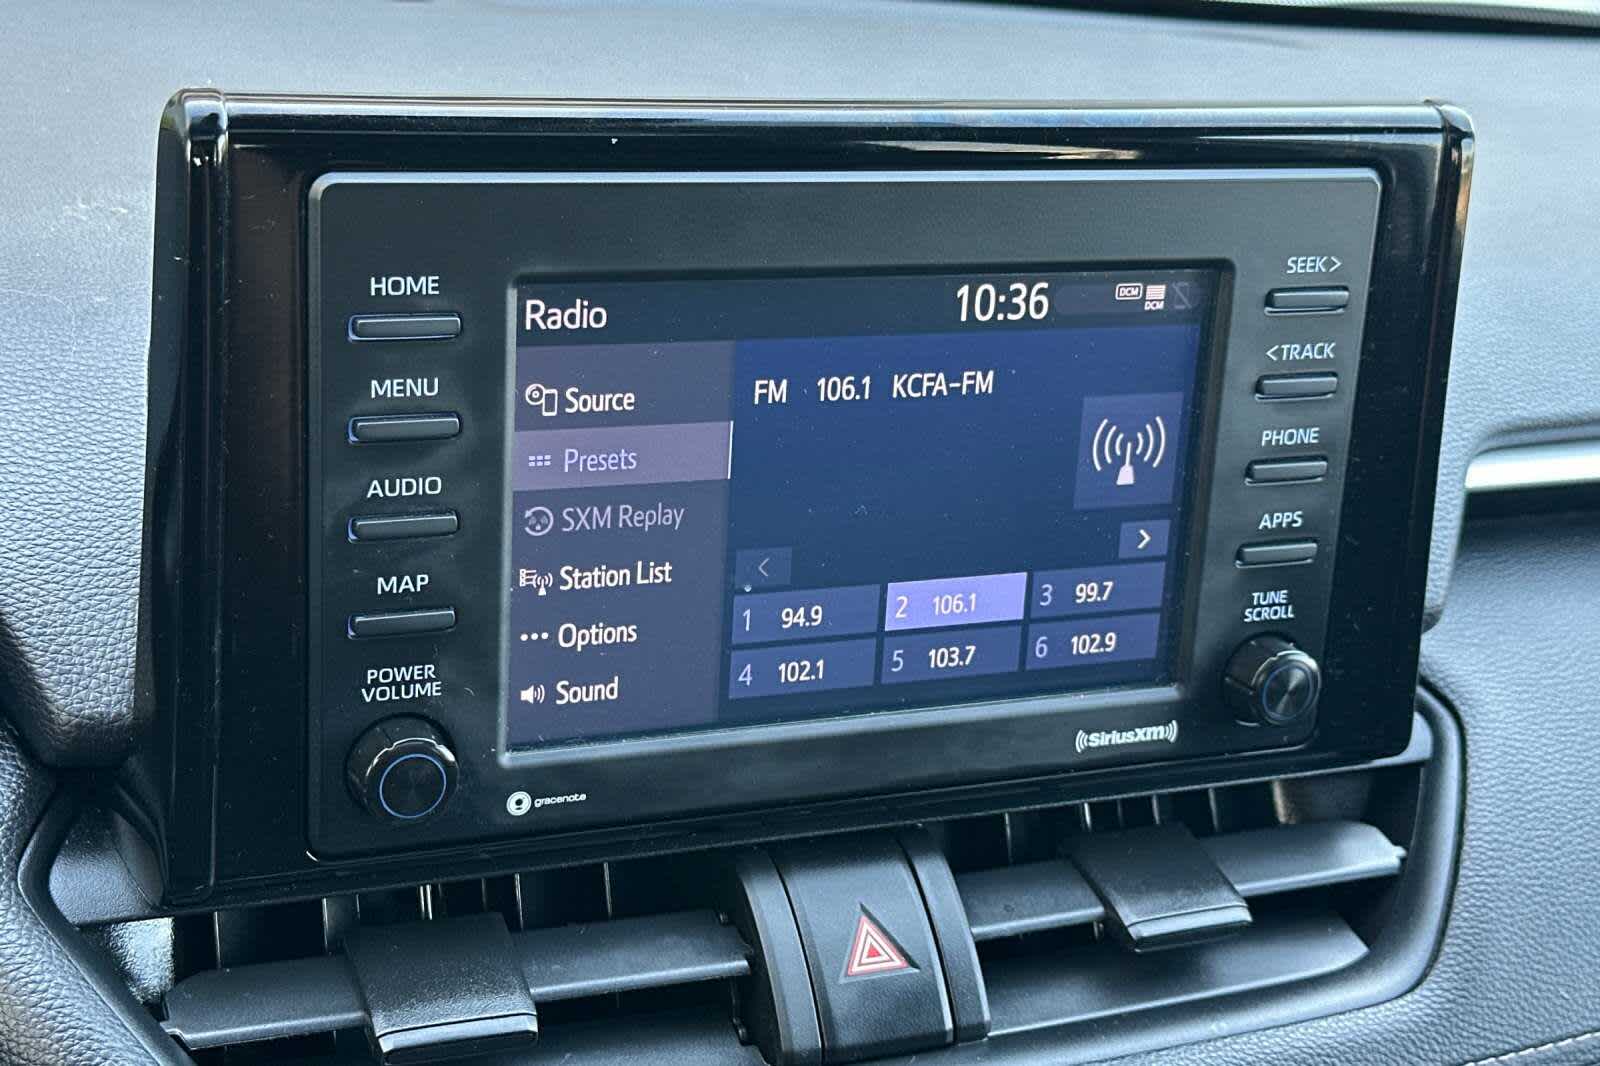 HOME
MENU
AUDIO
MAP
POWER
VOLUME
Radio
10:36
DCM
DCM
Source
Presets
SXM Replay
Station List
Options
Sound
FM 106.1 KCFA-FM
<
>
1 94.9
2 106.1
3 99.7
4 102.1
5 103.7
6 102.9
SEEK>
<TRACK
PHONE
APPS
TUNE
SCROLL
gracenote
SiriusXM